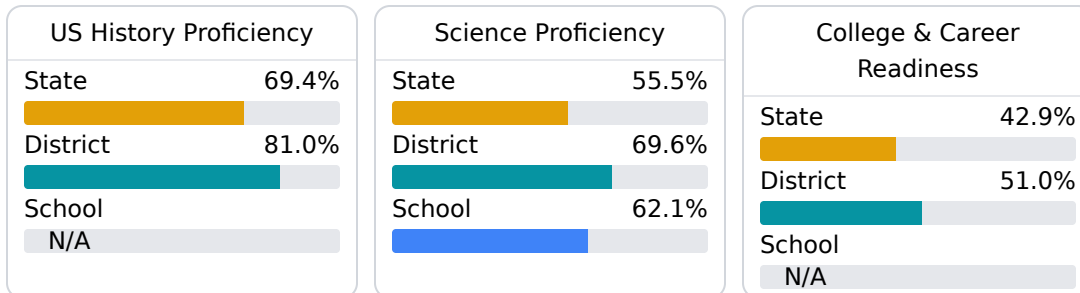 US History Proficiency
State 69.4%
District 81.0%
School
N/A
Science Proficiency
State 55.5%
District 69.6%
School 62.1%
College & Career
Readiness
State 42.9%
District 51.0%
School
N/A